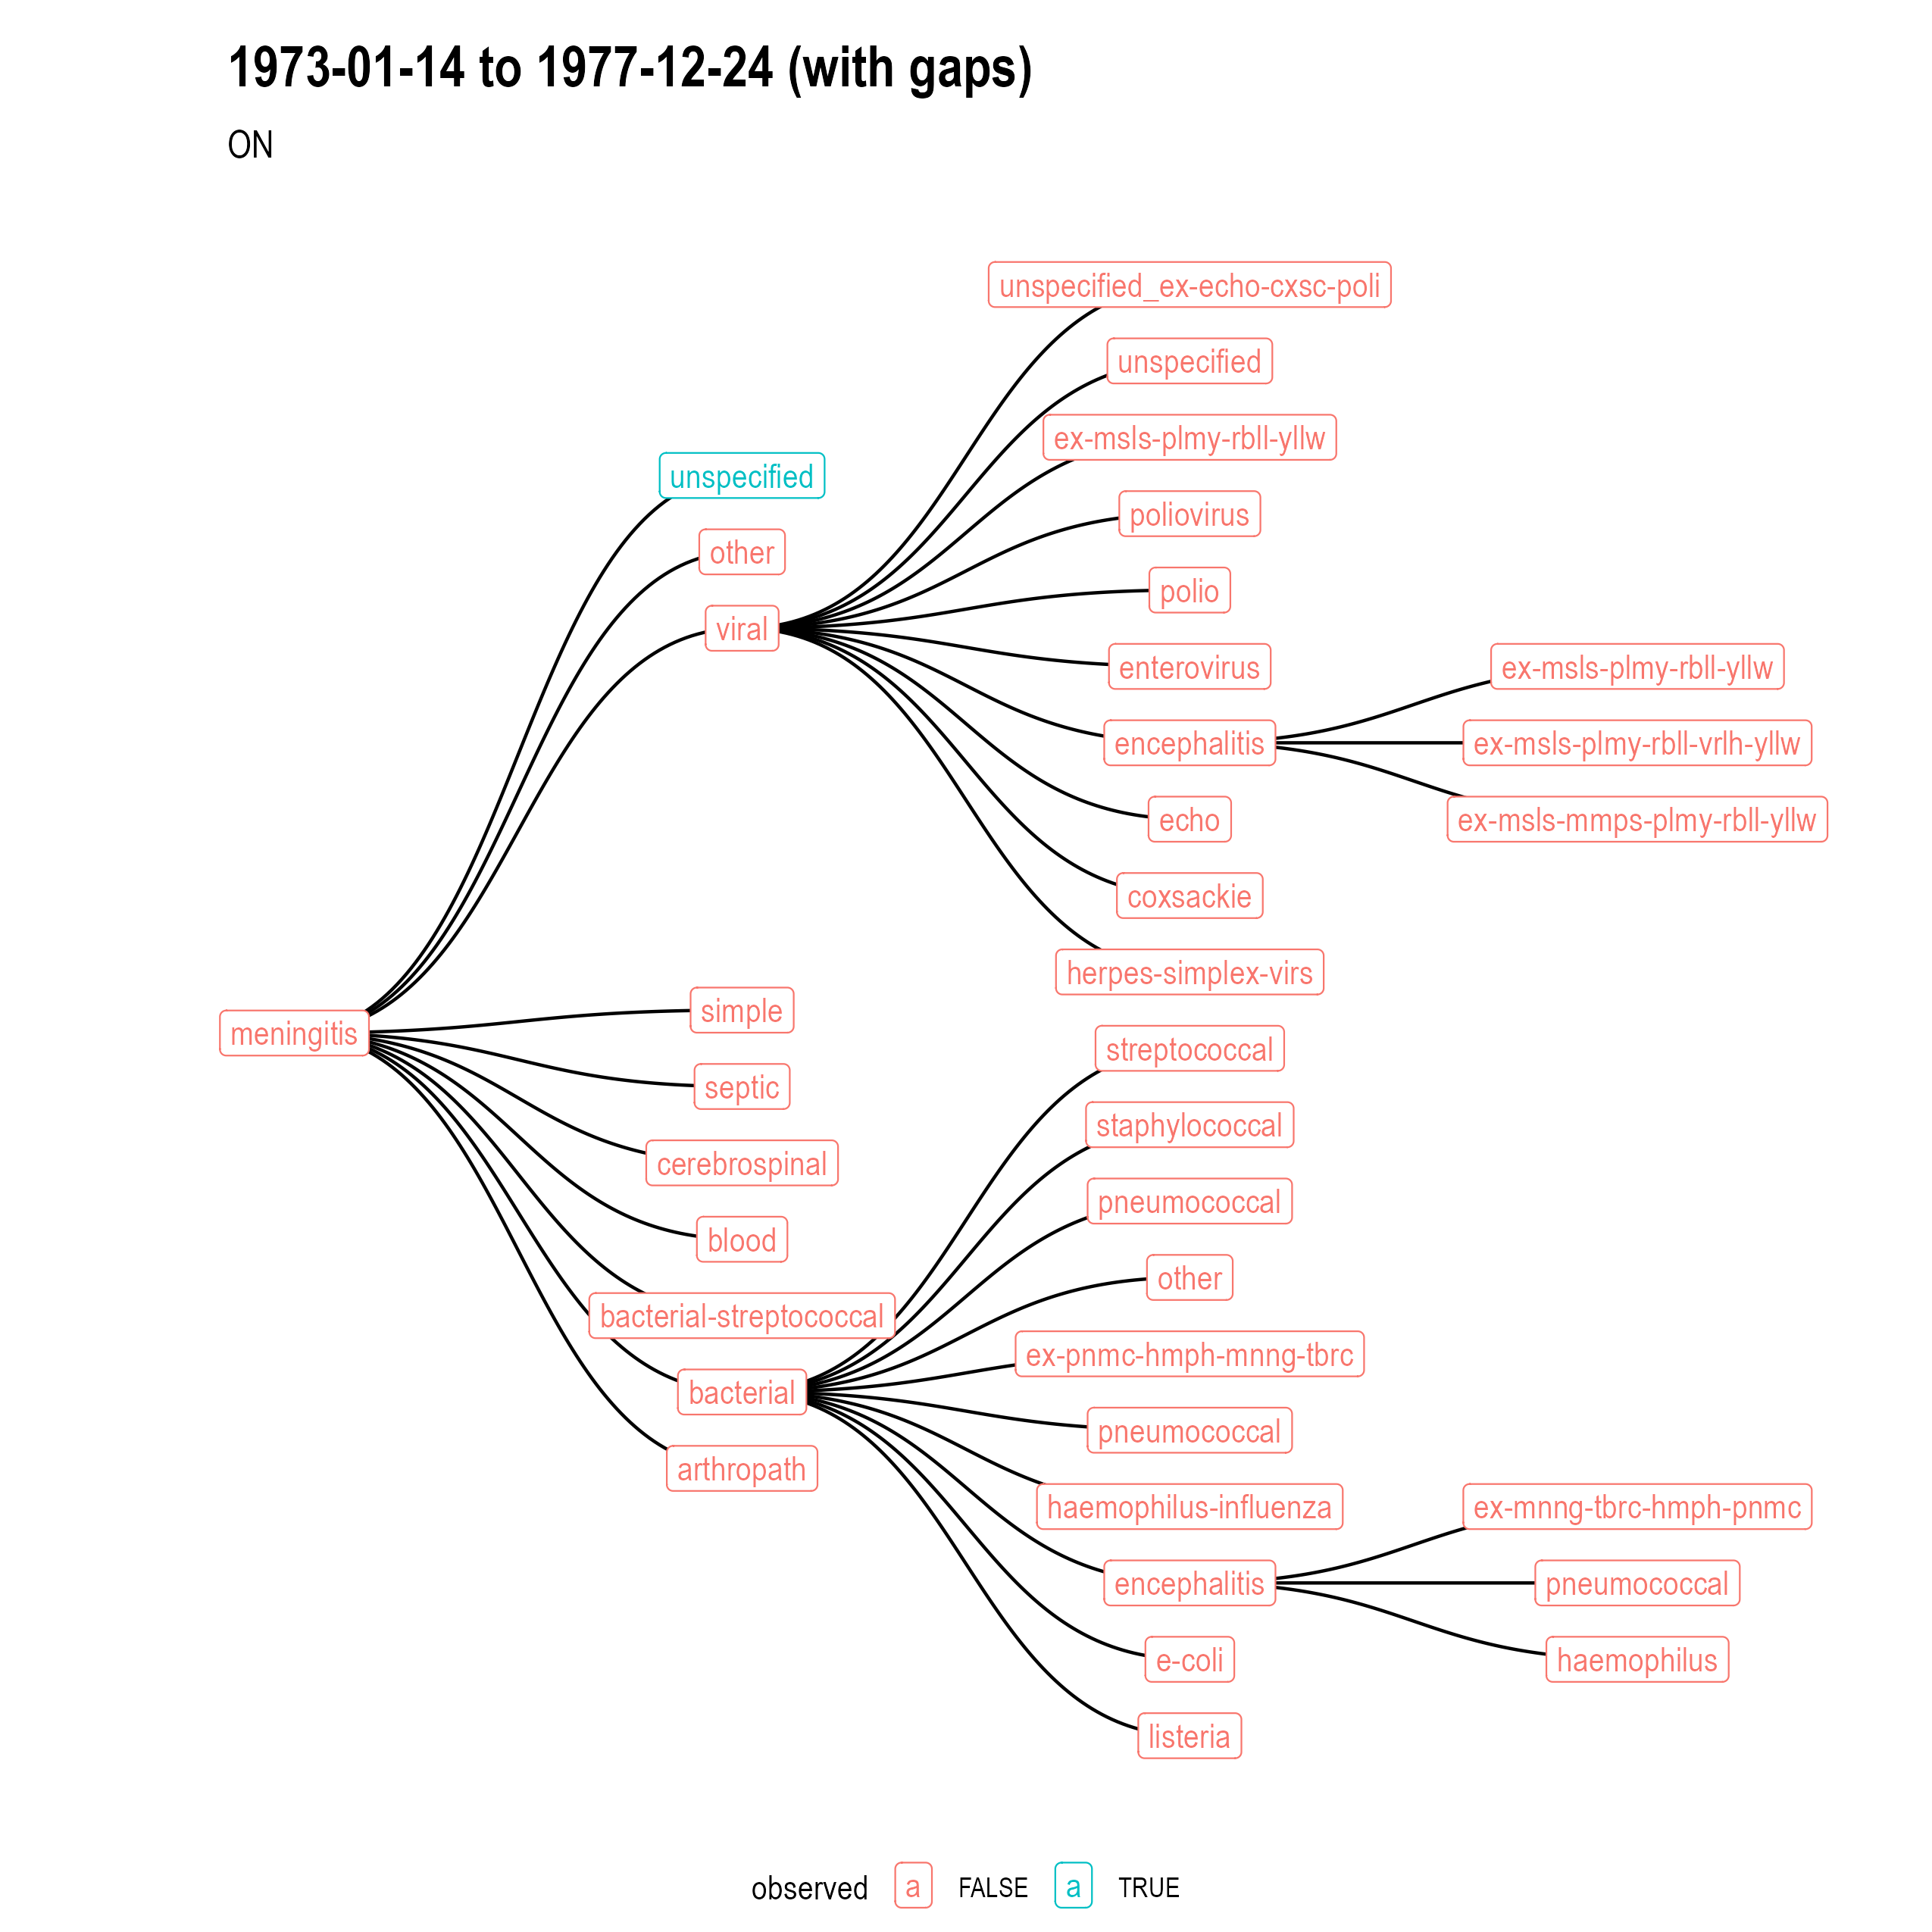 1973-01-14 to 1977-12-24 (with gaps)
ON
unspecified_ex-echo-cxsc-poli
unspecified
ex-msls-plmy-rbll-yllw
unspecified
poliovirus
other
polio
viral
enterovirus
ex-msls-plmy-rbll-yllw
encephalitis
ex-msls-plmy-rbll-vrlh-yllw
echo
ex-msls-mmps-plmy-rbll-yllw
coxsackie
herpes-simplex-virs
simple
meningitis
streptococcal
septic
staphylococcal
cerebrospinal
pneumococcal
blood
other
bacterial-streptococcal
ex-pnmc-hmph-mnng-tbrc
bacterial
pneumococcal
arthropath
haemophilus-influenza
ex-mnng-tbrc-hmph-pnmc
encephalitis
pneumococcal
e-coli
haemophilus
listeria
observed a FALSE a TRUE